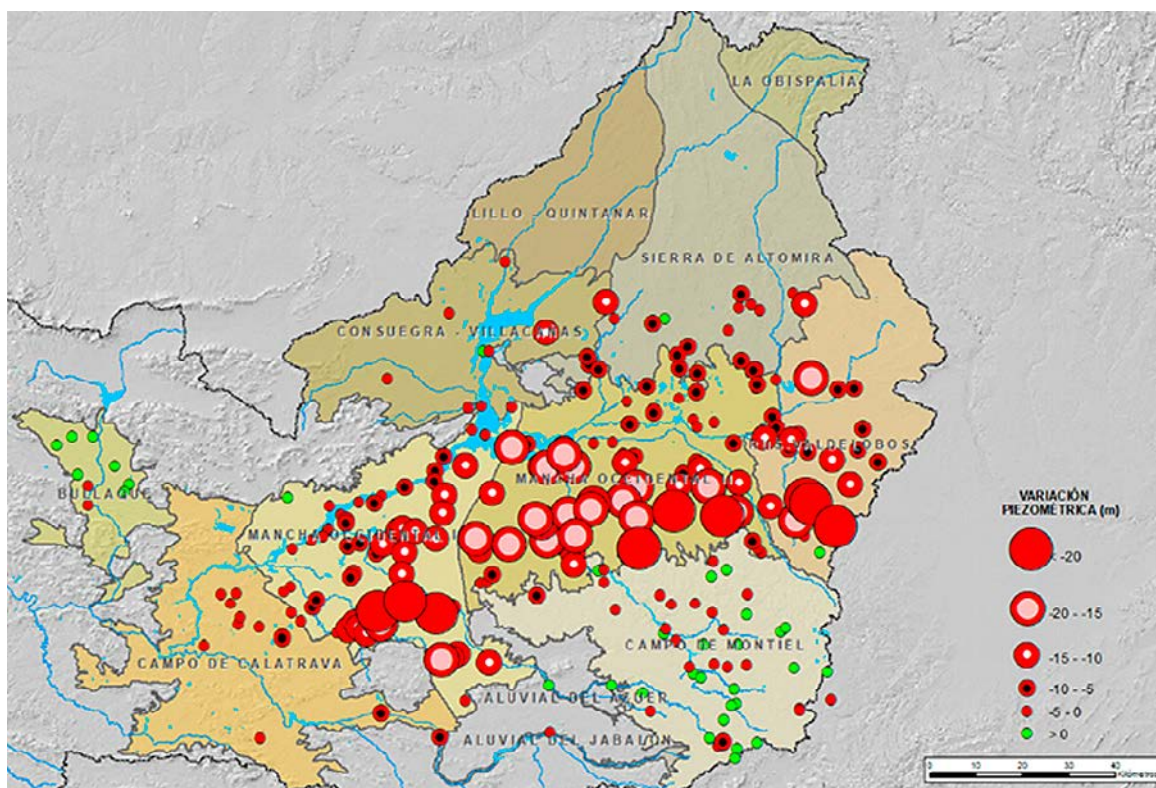 LA OBISPALÍA
LILLO - QUINTANAR
SIERRA DE ALTOMIRA
CONSUEGRA - VILLACAÑAS
BULLAQUE
MANCHA OCCIDENTAL II
MANCHA OCCIDENTAL I
CAMPO DE CALATRAVA
CAMPO DE MONTIEL
ALUVIAL DEL AZUER
ALUVIAL DEL JABALÓN
VARIACIÓN
PIEZOMÉTRICA (m)
< -20
-20 - -15
-15 - -10
-10 - -5
-5 - 0
> 0
0 10 20 30 40
Kilómetros